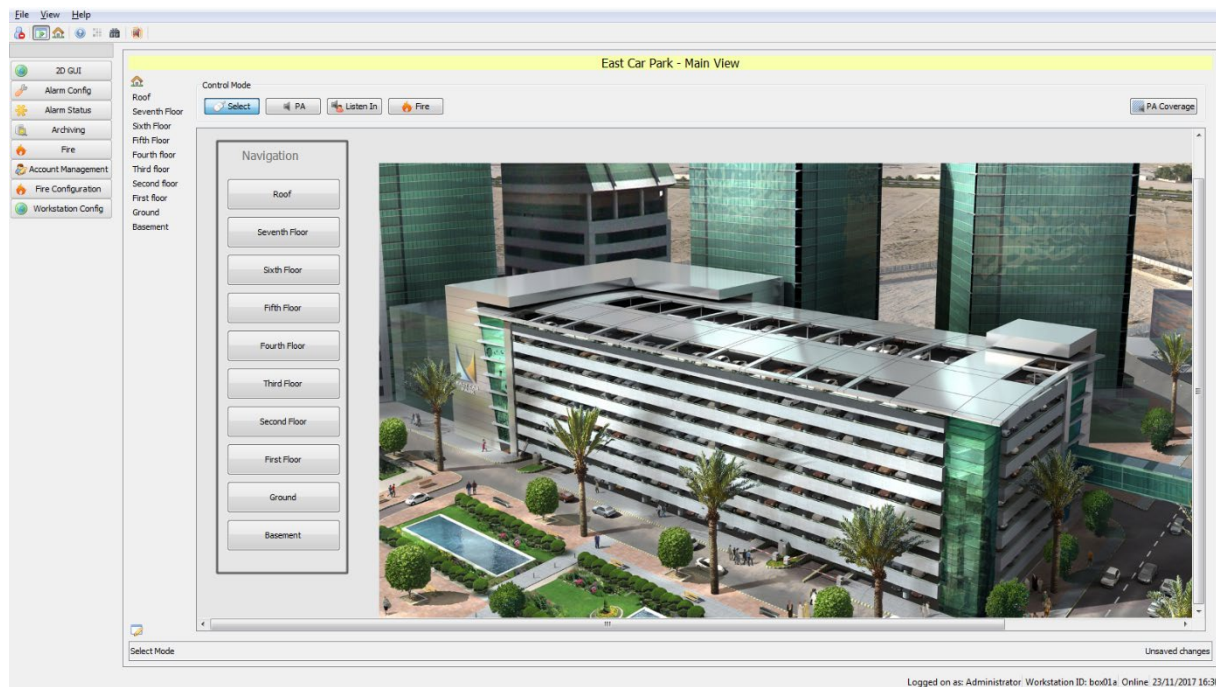 File View Help
East Car Park - Main View
2D GUI
Alarm Config
Alarm Status
Archiving
Fire
Account Management
Fire Configuration
Workstation Config
Roof
Seventh Floor
Sixth Floor
Fifth Floor
Fourth floor
Third floor
Second floor
First floor
Ground
Basement
Control Mode
Select PA Listen In Fire PA Coverage
Navigation
Roof
Seventh Floor
Sixth Floor
Fifth Floor
Fourth Floor
Third Floor
Second Floor
First Floor
Ground
Basement
Select Mode Unsaved changes
Logged on as: Administrator Workstation ID: box01a Online 23/11/2017 16:30